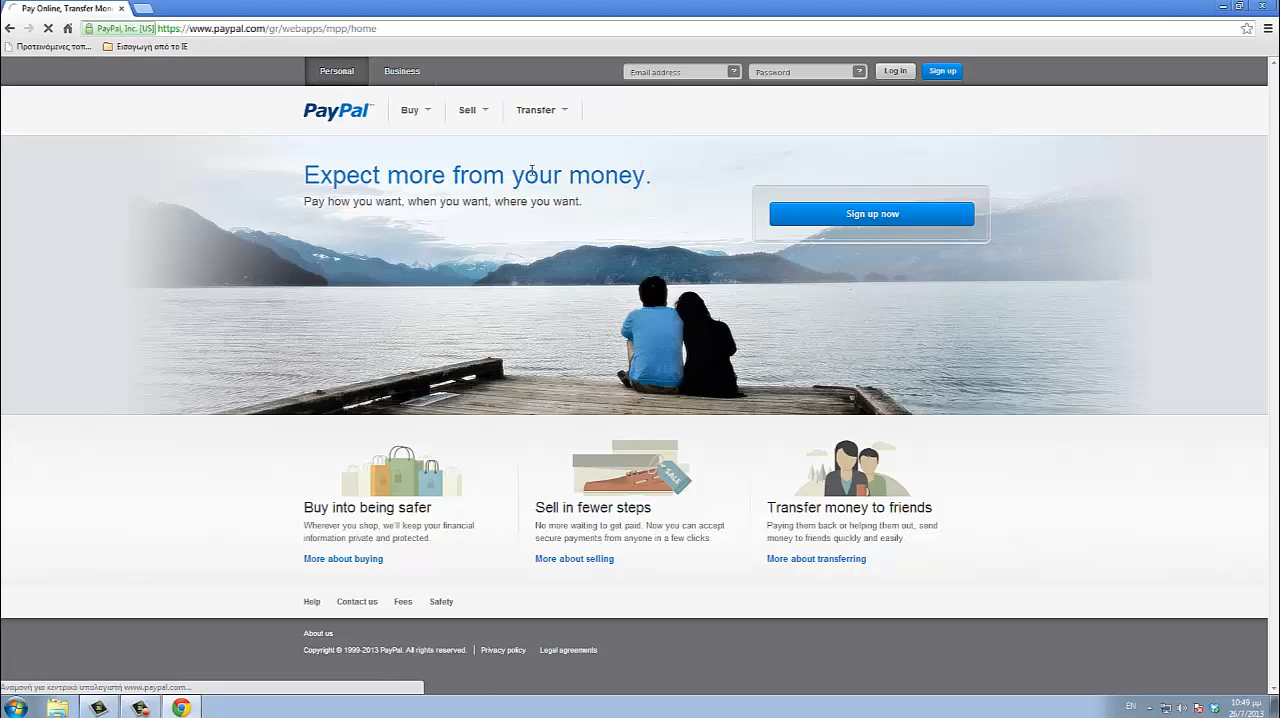 Pay Online, Transfer Mon
PayPal, Inc. [US] https://www.paypal.com/gr/webapps/mpp/home
Προτεινόμενες τοπ... Εισαγωγή από το IE
Personal Business Email address ? Password ? Log in Sign up
PayPal Buy Sell Transfer
Expect more from your money.
Pay how you want, when you want, where you want.
Sign up now
SALE
Buy into being safer
Wherever you shop, we'll keep your financial
information private and protected.
More about buying
Sell in fewer steps
No more waiting to get paid. Now you can accept
secure payments from anyone in a few clicks.
More about selling
Transfer money to friends
Paying them back or helping them out, send
money to friends quickly and easily.
More about transferring
Help Contact us Fees Safety
About us
Copyright © 1999-2013 PayPal. All rights reserved. Privacy policy Legal agreements
Αναμονή για κεντρικό υπολογιστή www.paypal.com...
EN 10:49 μμ
26/7/2013